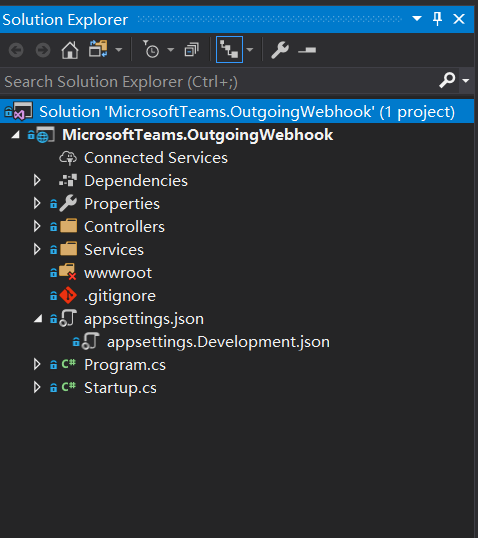 Solution Explorer
Search Solution Explorer (Ctrl+;)
Solution 'MicrosoftTeams.OutgoingWebhook' (1 project)
MicrosoftTeams.OutgoingWebhook
Connected Services
Dependencies
Properties
Controllers
Services
wwwroot
.gitignore
appsettings.json
appsettings.Development.json
C# Program.cs
C# Startup.cs